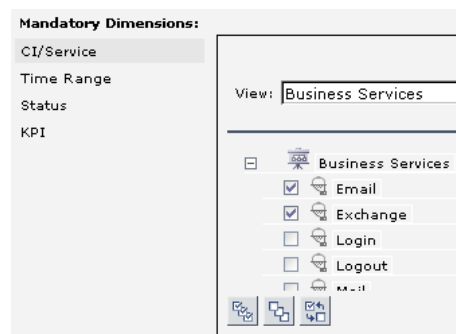 Mandatory Dimensions:
CI/Service
Time Range
Status
KPI
View: Business Services
Business Services
Email
Exchange
Login
Logout